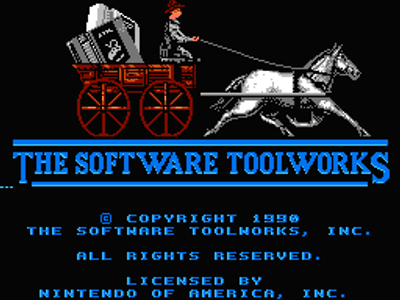 THE SOFTWARE TOOLWORKS
© COPYRIGHT 1990
THE SOFTWARE TOOLWORKS, INC.
ALL RIGHTS RESERVED.
LICENSED BY
NINTENDO OF AMERICA, INC.